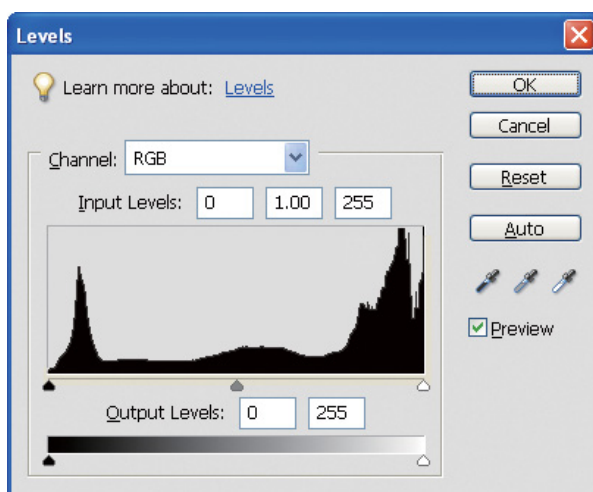 Levels
Learn more about: Levels
OK
Cancel
Channel: RGB
Reset
Input Levels: 0 1.00 255
Auto
Preview
Output Levels: 0 255